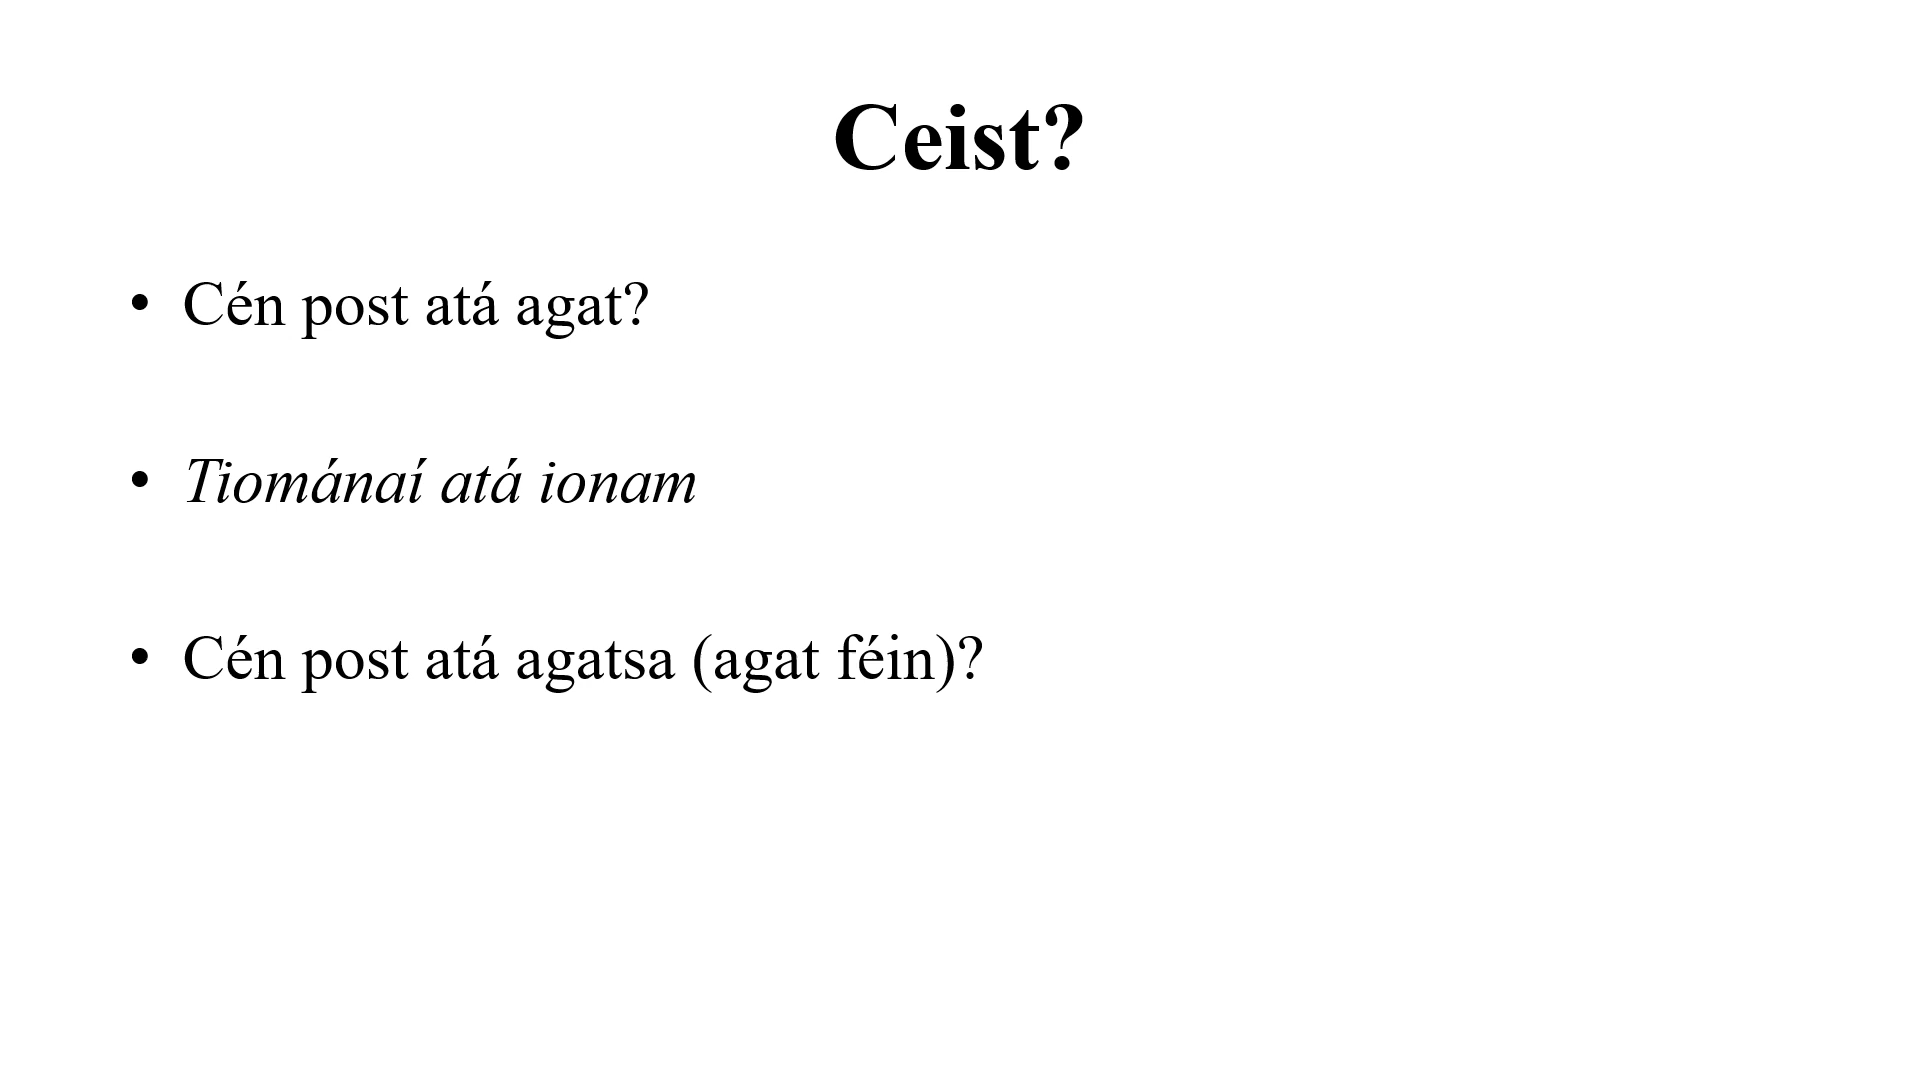 Ceist?
• Cén post atá agat?
• Tiománaí atá ionam
• Cén post atá agatsa (agat féin)?